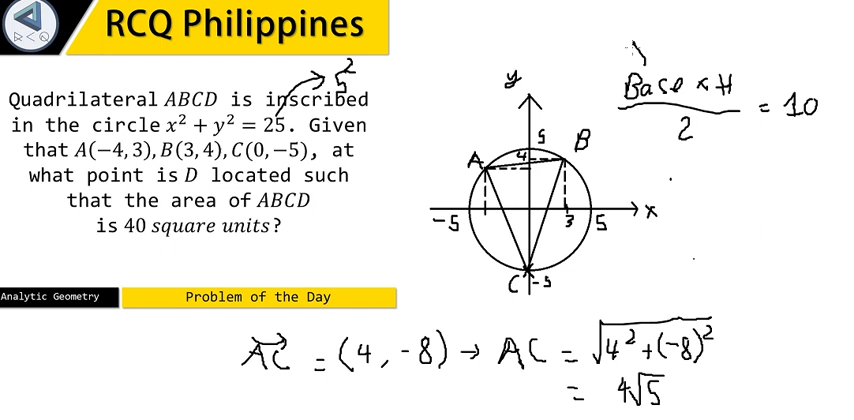 RCQ Philippines
R<Q
5²
Quadrilateral ABCD is inscribed
in the circle x² + y² = 25. Given
that A(−4, 3), B(3, 4), C(0, −5), at
what point is D located such
that the area of ABCD
is 40 square units?
Analytic Geometry
Problem of the Day
y
5
4
A
B
-5
3
5
x
C
-5
Base × H
2
= 10
AC = (4, -8) → AC = √4² + (-8)²
= 4√5